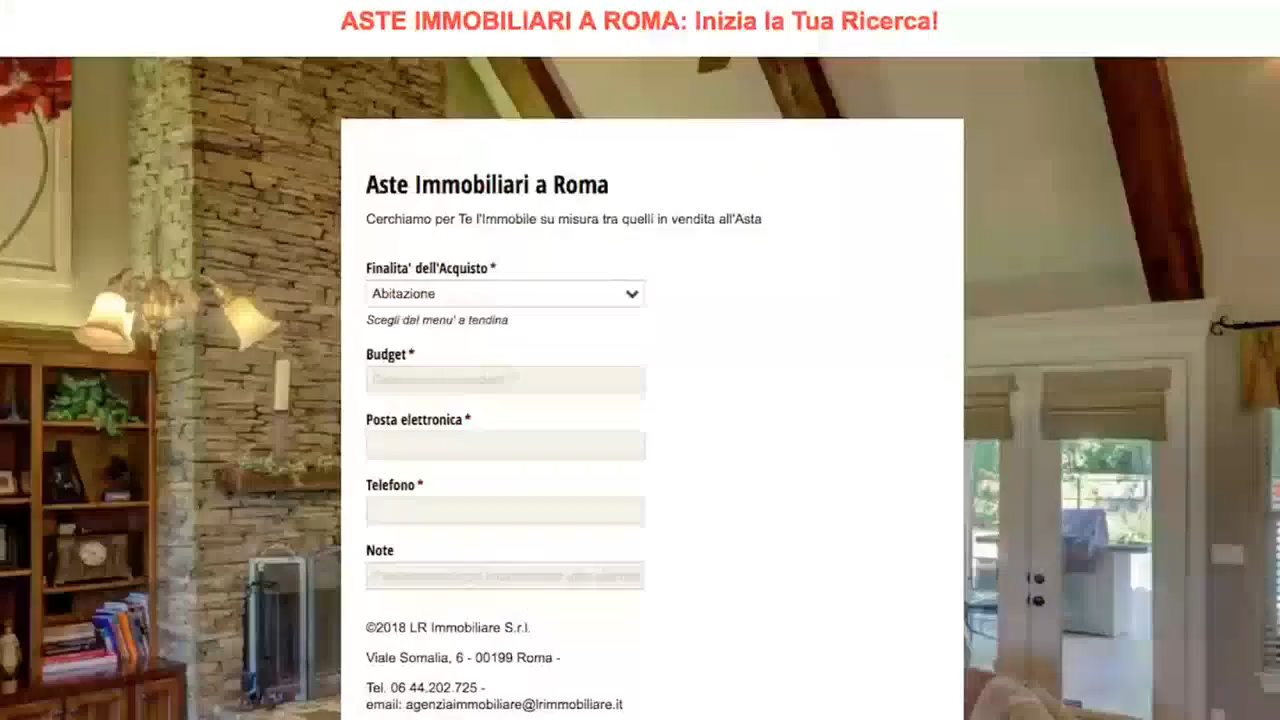 ASTE IMMOBILIARI A ROMA: Inizia la Tua Ricerca!
Aste Immobiliari a Roma
Cerchiamo per Te l'Immobile su misura tra quelli in vendita all'Asta
Finalita' dell'Acquisto *
Abitazione
Scegli dal menu' a tendina
Budget *
Posta elettronica *
Telefono *
Note
©2018 LR Immobiliare S.r.l.
Viale Somalia, 6 - 00199 Roma -
Tel. 06 44.202.725 -
email: agenziaimmobiliare@lrimmobiliare.it